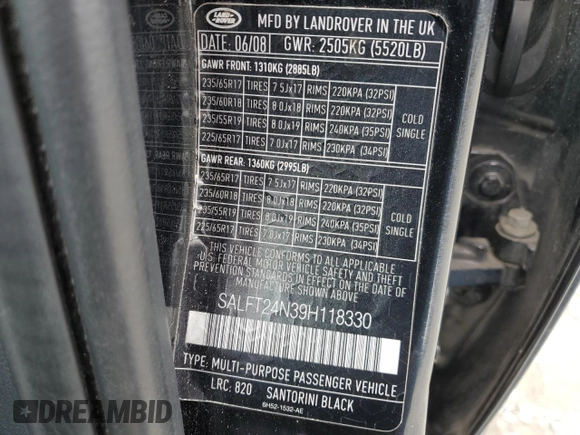 LAND ROVER
MFD BY LANDROVER IN THE UK
DATE: 06/08 GWR: 2505KG (5520LB)
GAWR FRONT: 1310KG (2885LB)
235/65R17 TIRES 7.5Jx17 RIMS 220KPA (32PSI)
235/60R18 TIRES 8.0Jx18 RIMS 220KPA (32PSI)
235/55R19 TIRES 8.0Jx19 RIMS 240KPA (35PSI)
225/65R17 TIRES 7.0Jx17 RIMS 230KPA (34PSI)
COLD
SINGLE
GAWR REAR: 1360KG (2995LB)
235/65R17 TIRES 7.5Jx17 RIMS 220KPA (32PSI)
235/60R18 TIRES 8.0Jx18 RIMS 220KPA (32PSI)
235/55R19 TIRES 8.0Jx19 RIMS 240KPA (35PSI)
225/65R17 TIRES 7.0Jx17 RIMS 230KPA (34PSI)
COLD
SINGLE
THIS VEHICLE CONFORMS TO ALL APPLICABLE
U.S. FEDERAL MOTOR VEHICLE SAFETY AND THEFT
PREVENTION STANDARDS IN EFFECT ON THE DATE OF
MANUFACTURE SHOWN ABOVE
SALFT24N39H118330
TYPE: MULTI-PURPOSE PASSENGER VEHICLE
LRC: 820 SANTORINI BLACK
6H52-1532-AE
DREAMBID